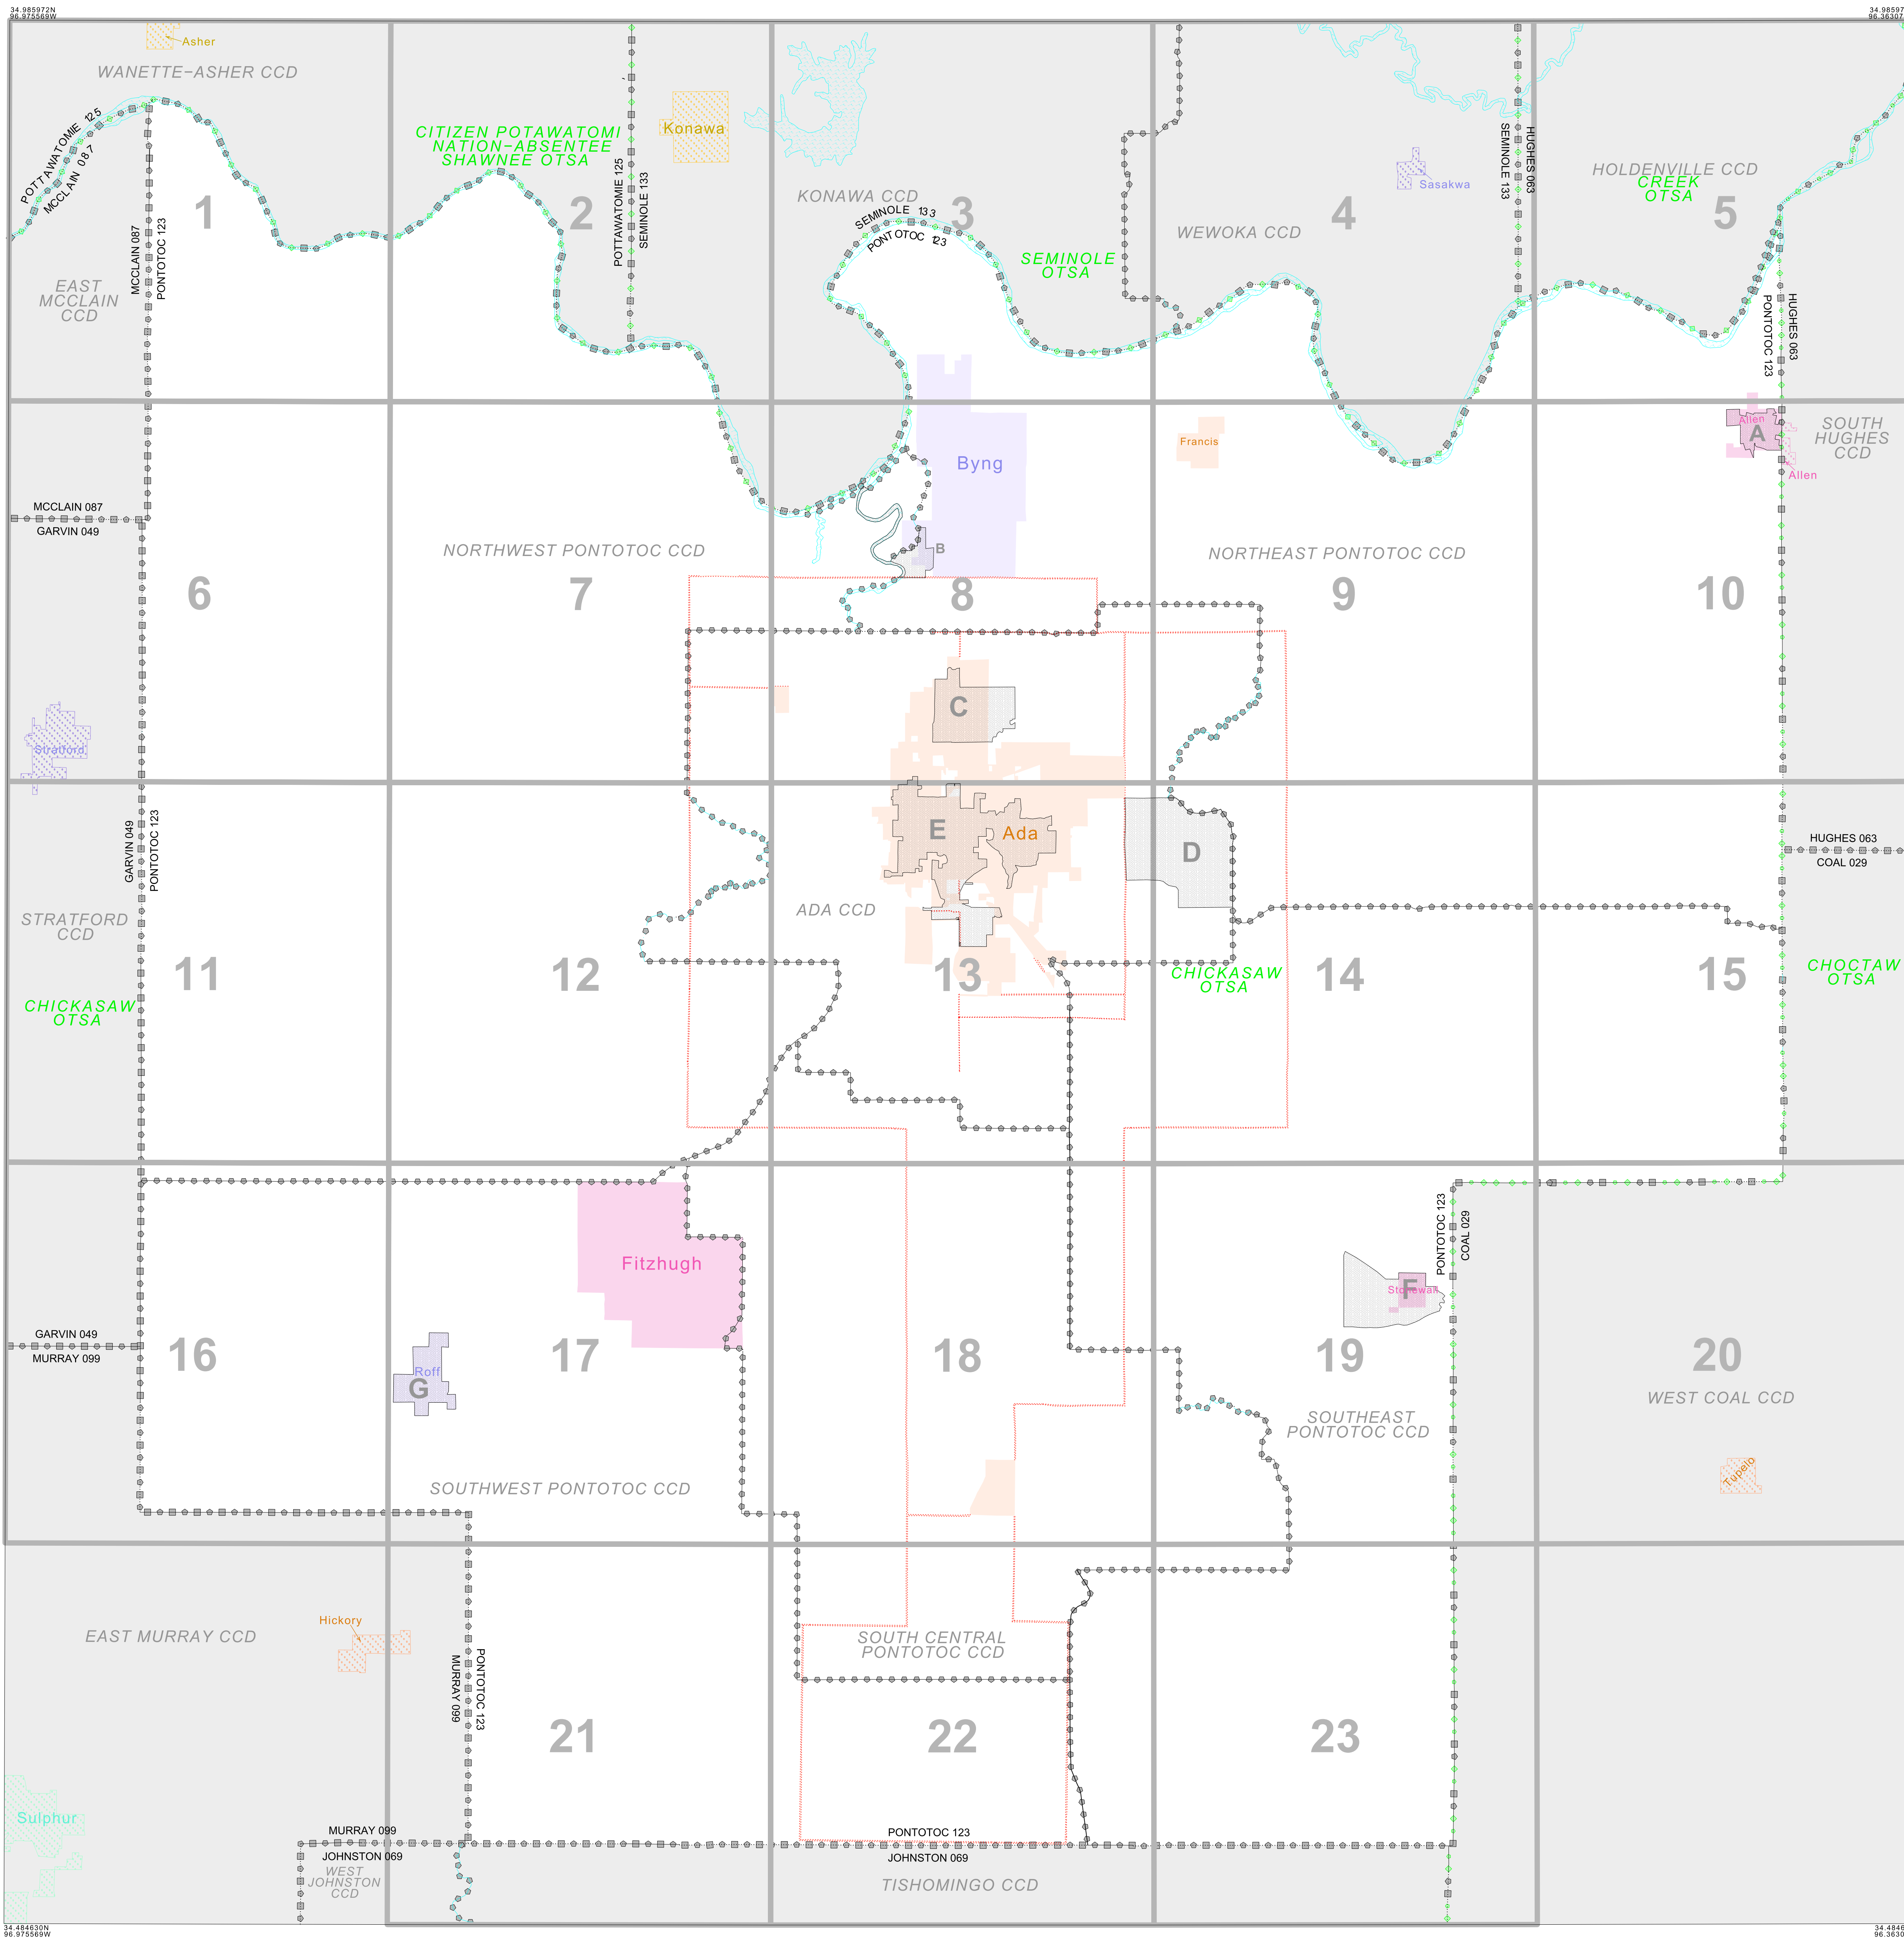 34.985972N
96.975569W
34.98597
96.36307
Asher
WANETTE-ASHER CCD
POTTAWATOMIE 125
MCCLAIN 087
CITIZEN POTAWATOMI
NATION-ABSENTEE
SHAWNEE OTSA
Konawa
POTTAWATOMIE 125
SEMINOLE 133
KONAWA CCD
SEMINOLE 133
PONTOTOC 123
SEMINOLE
OTSA
WEWOKA CCD
Sasakwa
SEMINOLE 133
HUGHES 063
HOLDENVILLE CCD
CREEK
OTSA
1
2
3
4
5
MCCLAIN 087
PONTOTOC 123
EAST
MCCLAIN
CCD
PONTOTOC 123
HUGHES 063
Allen
A
Allen
SOUTH
HUGHES
CCD
Francis
Byng
MCCLAIN 087
GARVIN 049
NORTHWEST PONTOTOC CCD
B
NORTHEAST PONTOTOC CCD
6
7
8
9
10
C
Stratford
E
Ada
D
GARVIN 049
PONTOTOC 123
HUGHES 063
COAL 029
STRATFORD
CCD
ADA CCD
11
12
13
14
15
CHICKASAW
OTSA
CHICKASAW
OTSA
CHOCTAW
OTSA
Fitzhugh
PONTOTOC 123
COAL 029
F
Stonewall
GARVIN 049
MURRAY 099
16
17
18
19
20
Roff
G
SOUTHWEST PONTOTOC CCD
SOUTHEAST
PONTOTOC CCD
WEST COAL CCD
Tupelo
Hickory
EAST MURRAY CCD
MURRAY 099
PONTOTOC 123
SOUTH CENTRAL
PONTOTOC CCD
21
22
23
Sulphur
MURRAY 099
JOHNSTON 069
WEST
JOHNSTON
CCD
PONTOTOC 123
JOHNSTON 069
TISHOMINGO CCD
34.484630N
96.975569W
34.4846
96.3630